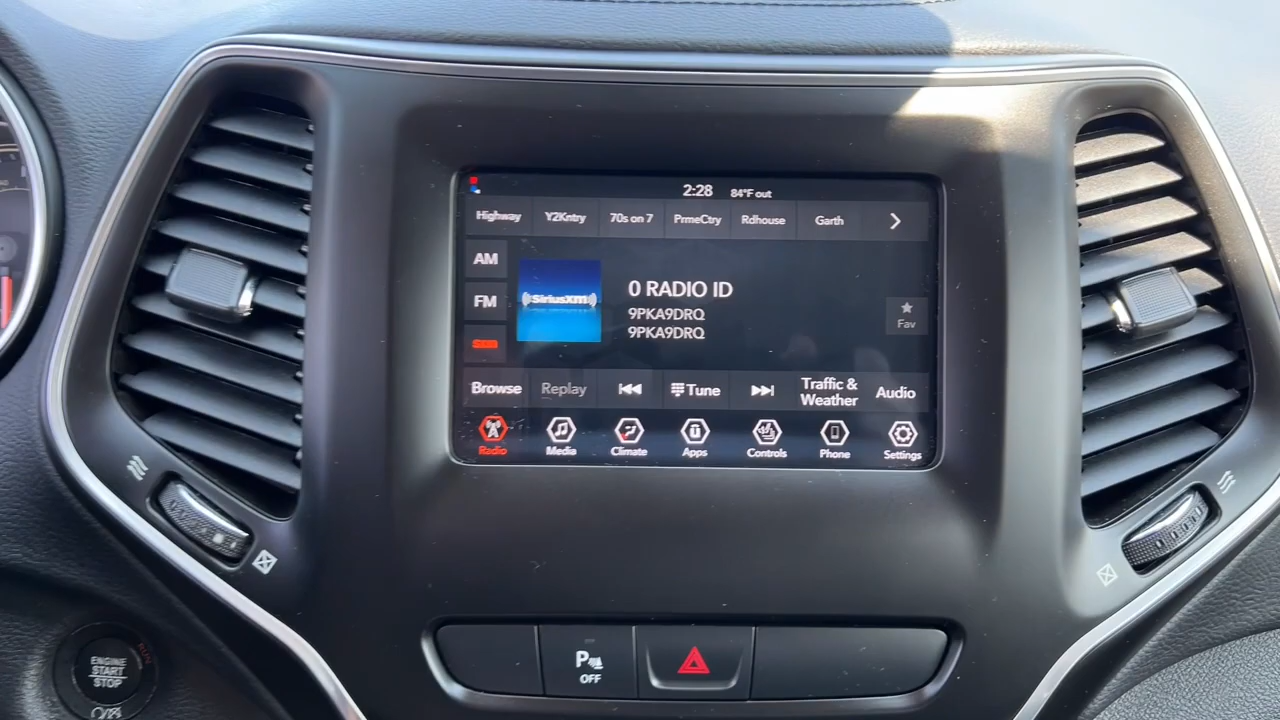 2:28 84°F out
Highway Y2Kntry 70s on 7 PrmeCtry Rdhouse Garth
AM
FM
SXM
((SiriusXM))
0 RADIO ID
9PKA9DRQ
9PKA9DRQ
Fav
Browse Replay Tune Traffic & Weather Audio
Radio Media Climate Apps Controls Phone Settings
P
OFF
ENGINE
START
STOP
RUN